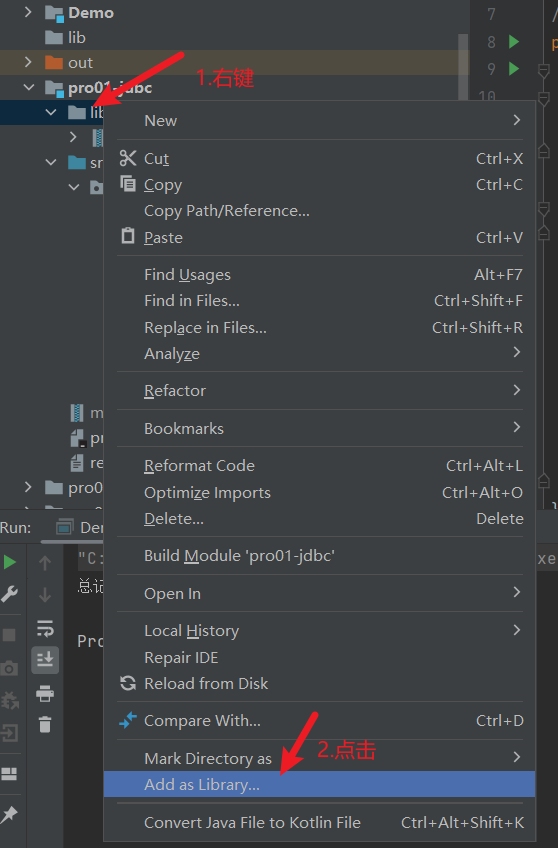 Demo
lib
out
pro01-jdbc
1.右键
lib
New
Cut Ctrl+X
Copy Ctrl+C
Copy Path/Reference...
Paste Ctrl+V
Find Usages Alt+F7
Find in Files... Ctrl+Shift+F
Replace in Files... Ctrl+Shift+R
Analyze
Refactor
Bookmarks
Reformat Code Ctrl+Alt+L
Optimize Imports Ctrl+Alt+O
Delete... Delete
Build Module 'pro01-jdbc'
Open In
Local History
Repair IDE
Reload from Disk
Compare With... Ctrl+D
Mark Directory as
2.点击
Add as Library...
Convert Java File to Kotlin File Ctrl+Alt+Shift+K
7 /
8 p
9
10
sr
m
pr
re
pro0
}
Run: De
"C: xe
总记
Pro